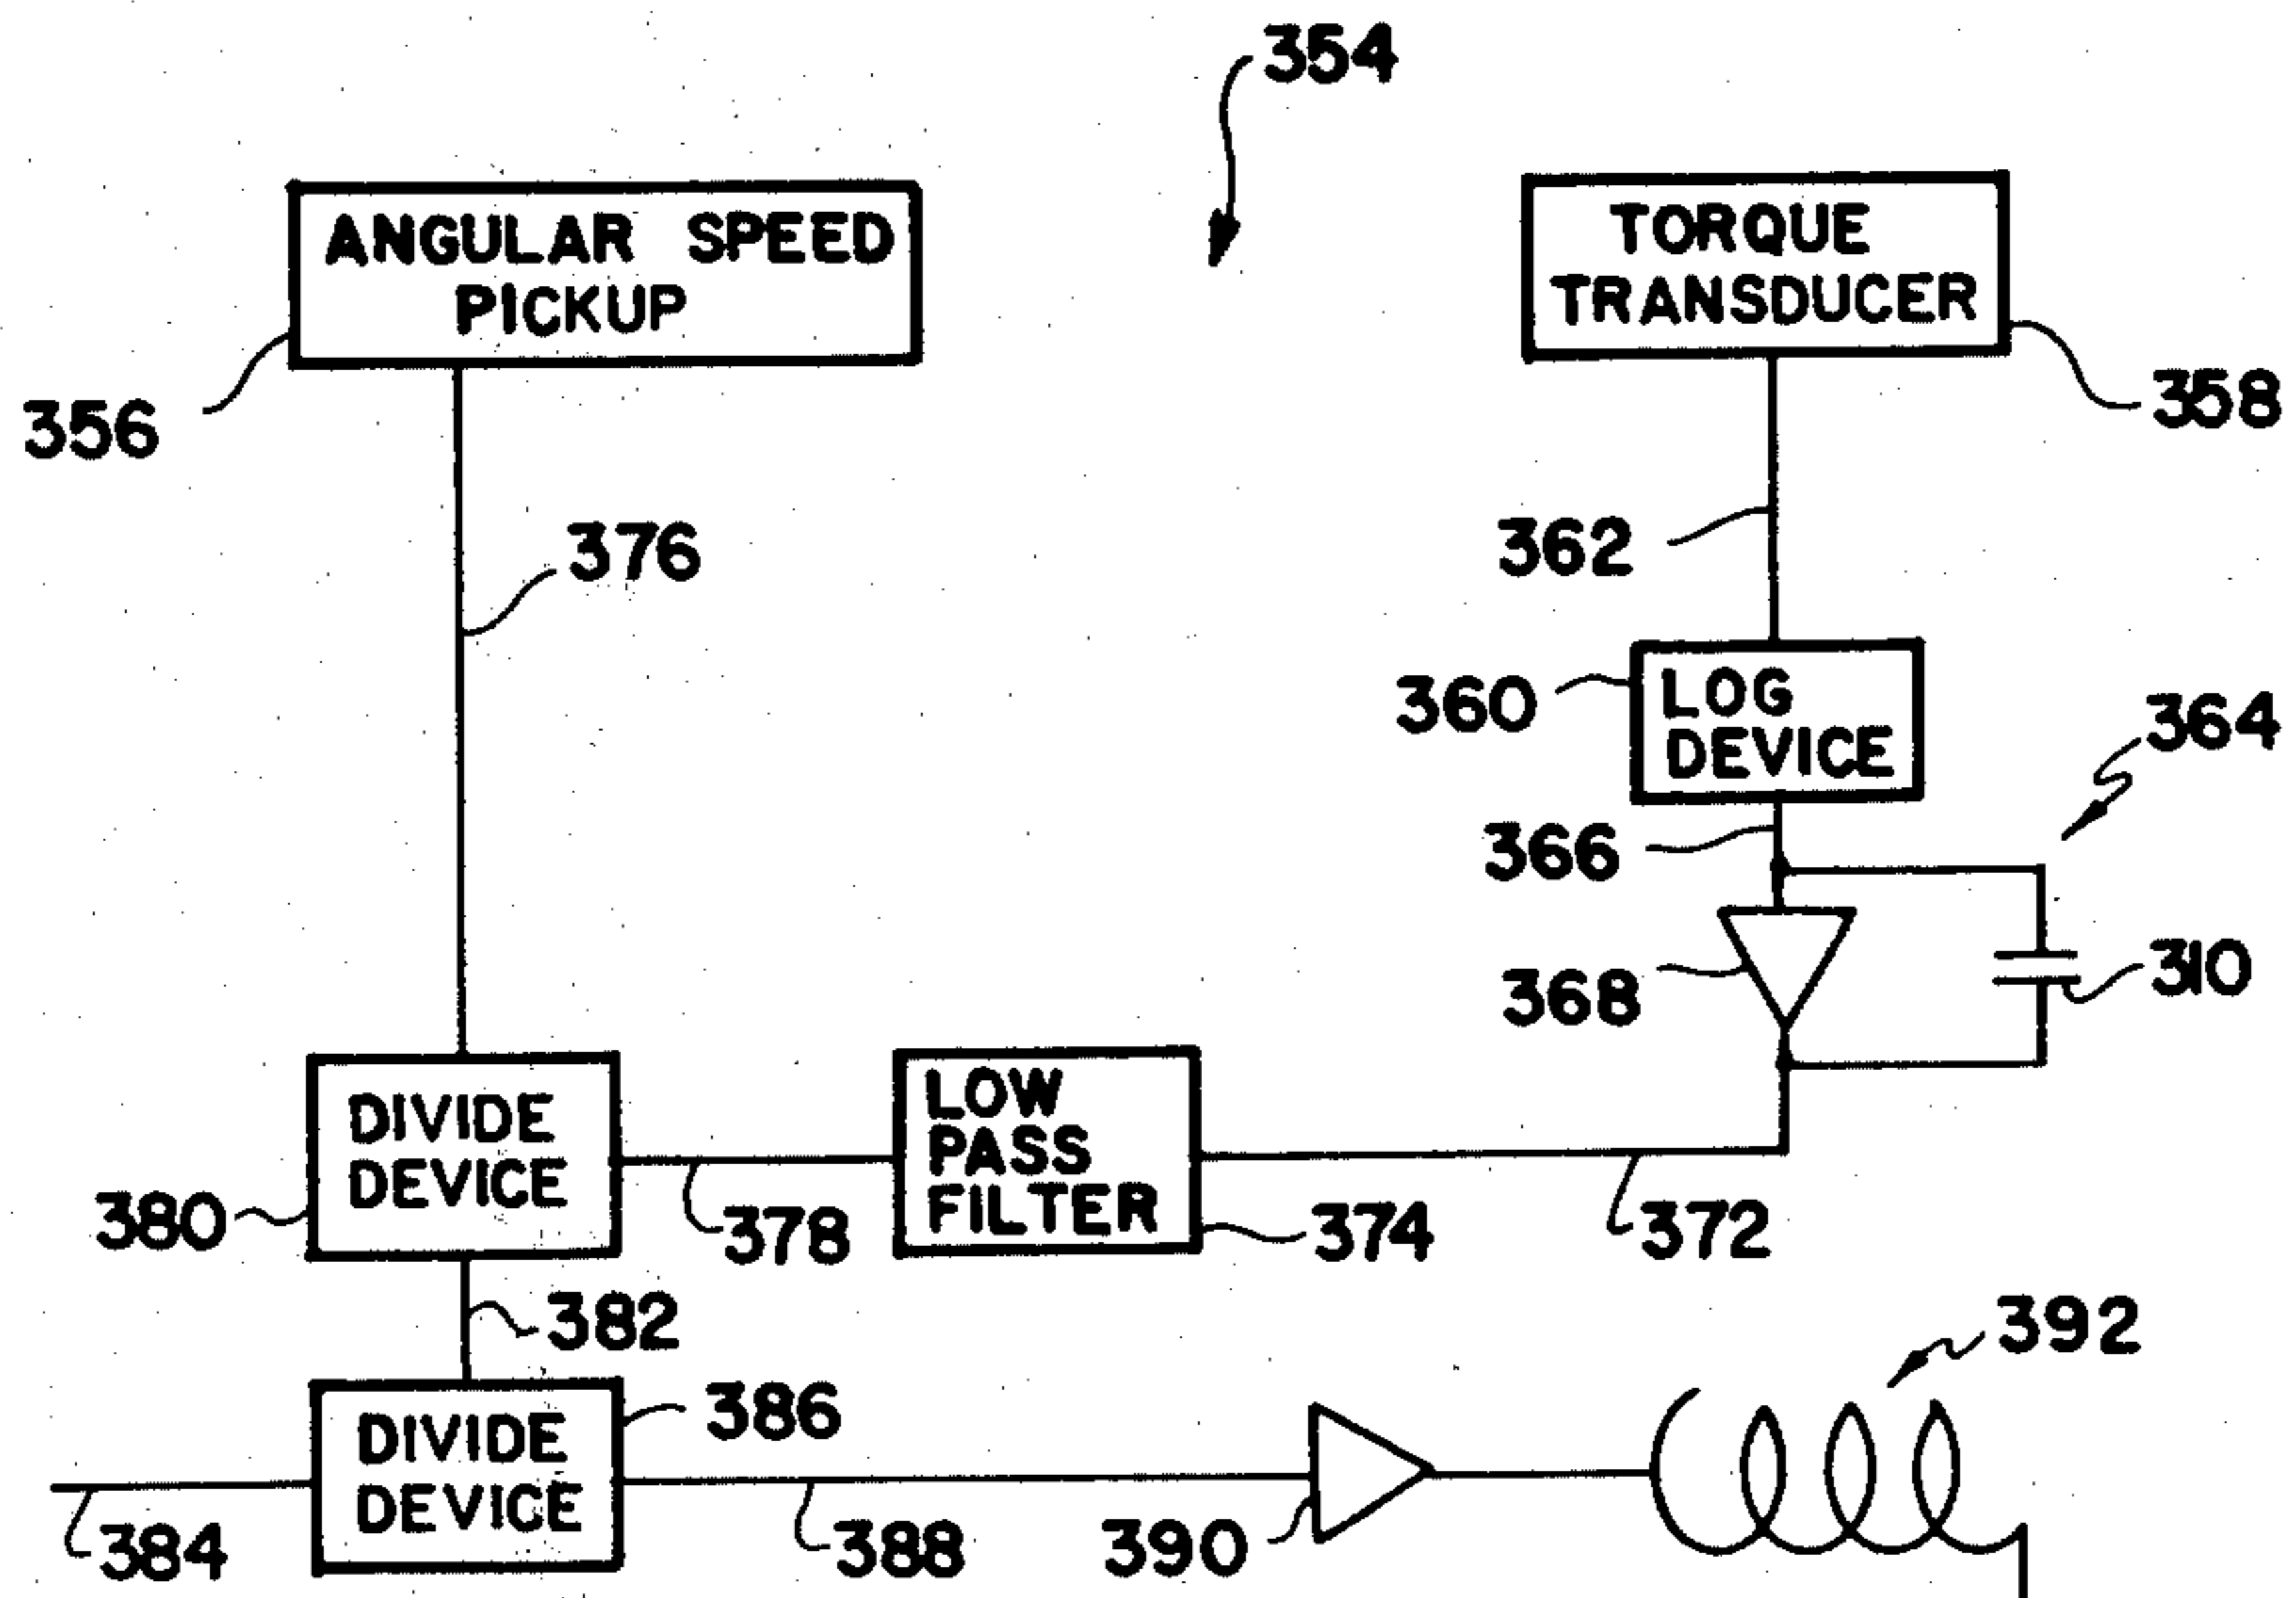 354
ANGULAR SPEED
PICKUP
TORQUE
TRANSDUCER
356
358
376
362
360
LOG
DEVICE
364
366
368
310
DIVIDE
DEVICE
LOW
PASS
FILTER
380
378
374
372
382
392
386
DIVIDE
DEVICE
384
388
390